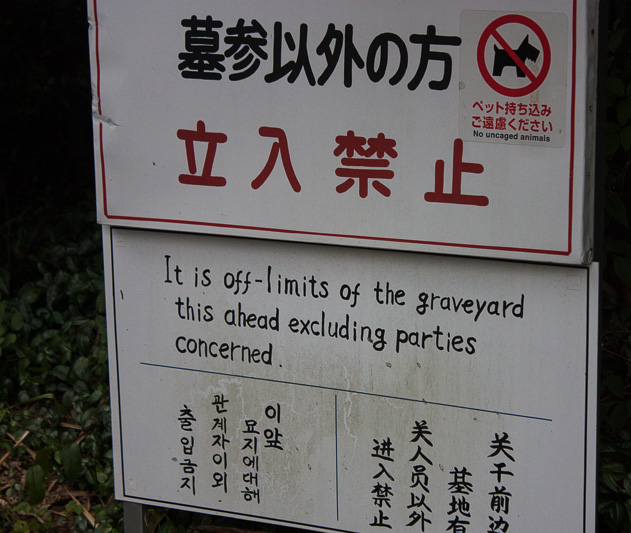 墓参以外の方
立入禁止
ペット持ち込み
ご遠慮ください
No uncaged animals
It is off-limits of the graveyard
this ahead excluding parties
concerned.
이 앞
묘지에 대해
관계자 이외
출입금지
关于前边
基地有
关人员以外
进入禁止